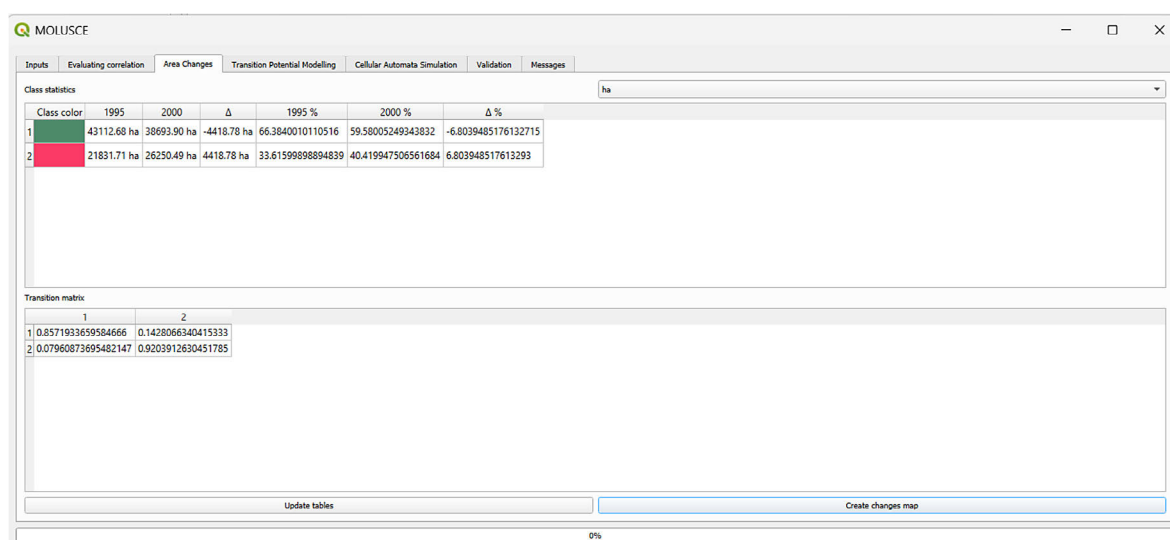 MOLUSCE
Inputs Evaluating correlation Area Changes Transition Potential Modelling Cellular Automata Simulation Validation Messages
Class statistics ha
Class color 1995 2000 Δ 1995 % 2000 % Δ %
1 43112.68 ha 38693.90 ha -4418.78 ha 66.3840010110516 59.58005249343832 -6.8039485176132715
2 21831.71 ha 26250.49 ha 4418.78 ha 33.61599898894839 40.419947506561684 6.803948517613293
Transition matrix
1 2
1 0.8571933659584666 0.1428066340415333
2 0.07960873695482147 0.9203912630451785
Update tables Create changes map
0%